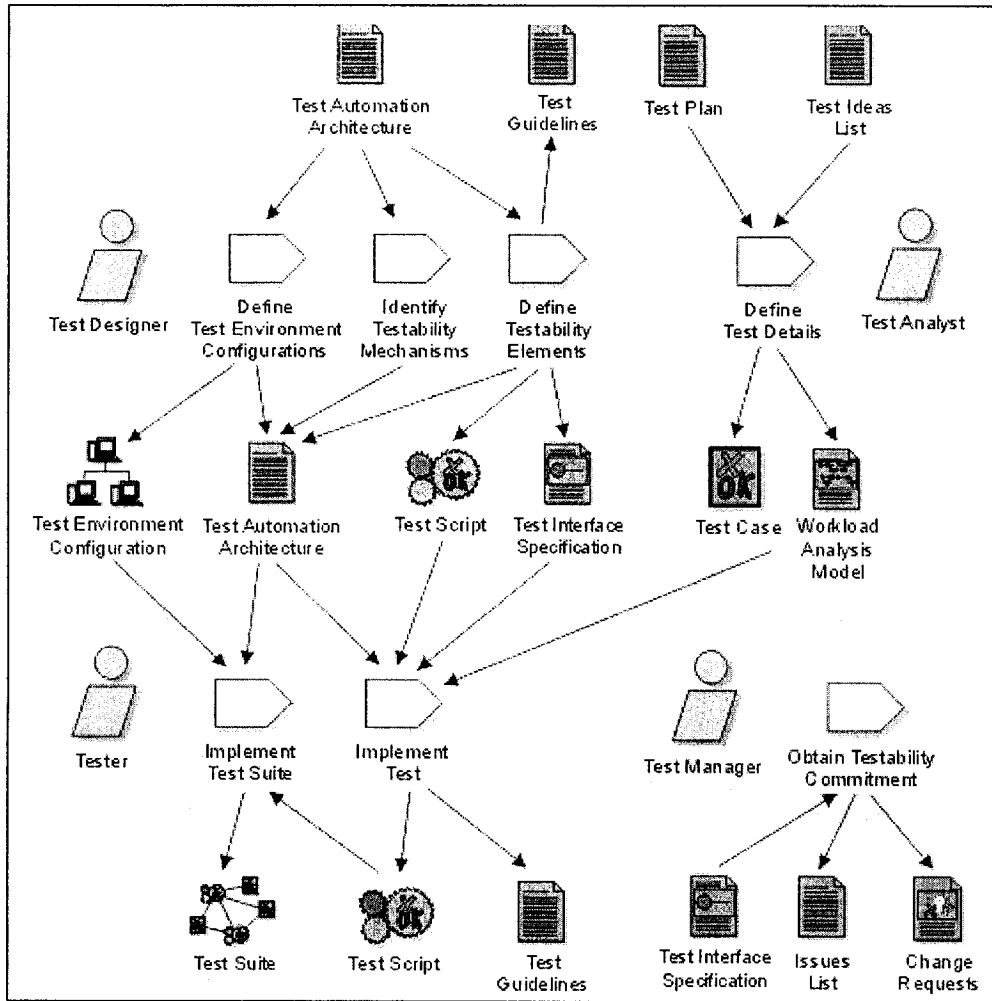 Test Automation
Architecture
Test
Guidelines
Test Plan
Test Ideas
List
Test Designer
Define
Test Environment
Configurations
Identify
Testability
Mechanisms
Define
Testability
Elements
Define
Test Details
Test Analyst
Test Environment
Configuration
Test Automation
Architecture
X
OK
Test Script
Test Interface
Specification
X
OK
Test Case
Workload
Analysis
Model
Tester
Implement
Test Suite
Implement
Test
Test Manager
Obtain Testability
Commitment
Test Suite
X
OK
Test Script
Test
Guidelines
Test Interface
Specification
Issues
List
Change
Requests